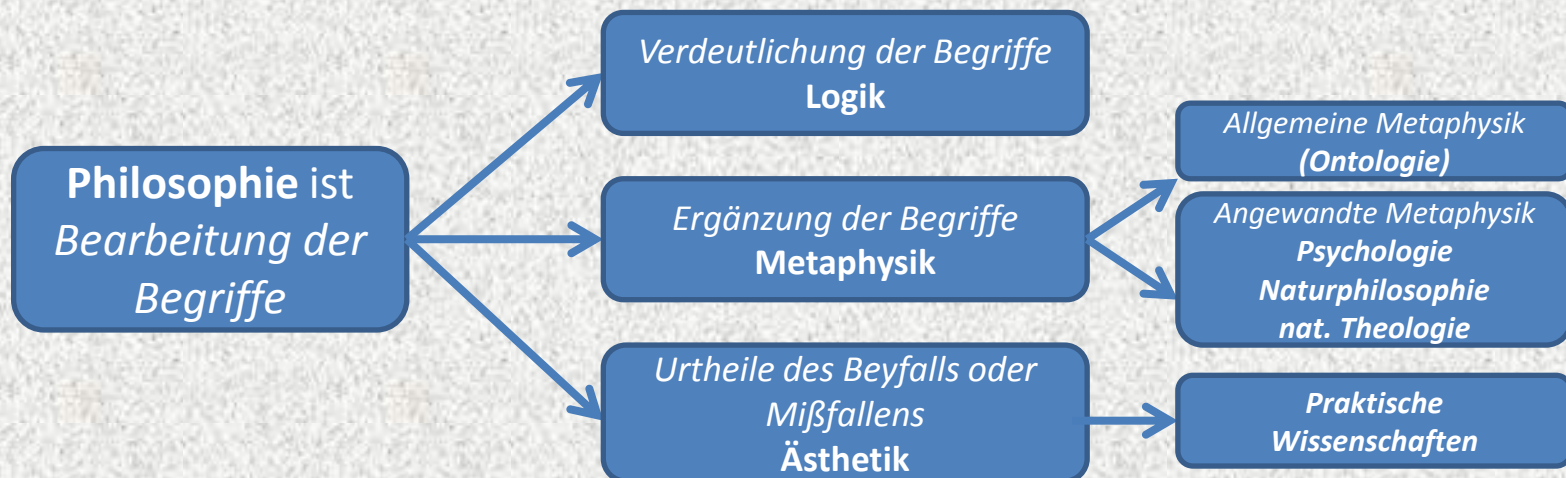 Philosophie ist
Bearbeitung der
Begriffe
Verdeutlichung der Begriffe
Logik
Ergänzung der Begriffe
Metaphysik
Urtheile des Beyfalls oder
Mißfallens
Ästhetik
Allgemeine Metaphysik
(Ontologie)
Angewandte Metaphysik
Psychologie
Naturphilosophie
nat. Theologie
Praktische
Wissenschaften